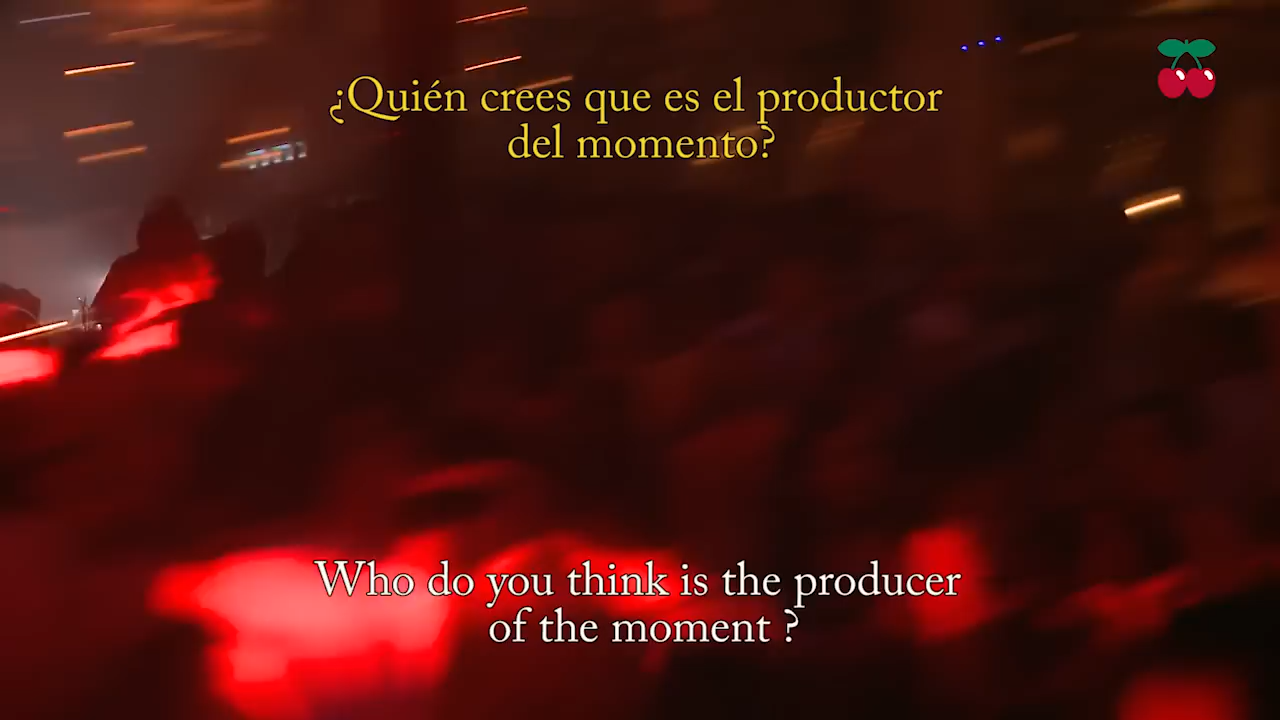 ¿Quién crees que es el productor
del momento?
Who do you think is the producer
of the moment ?